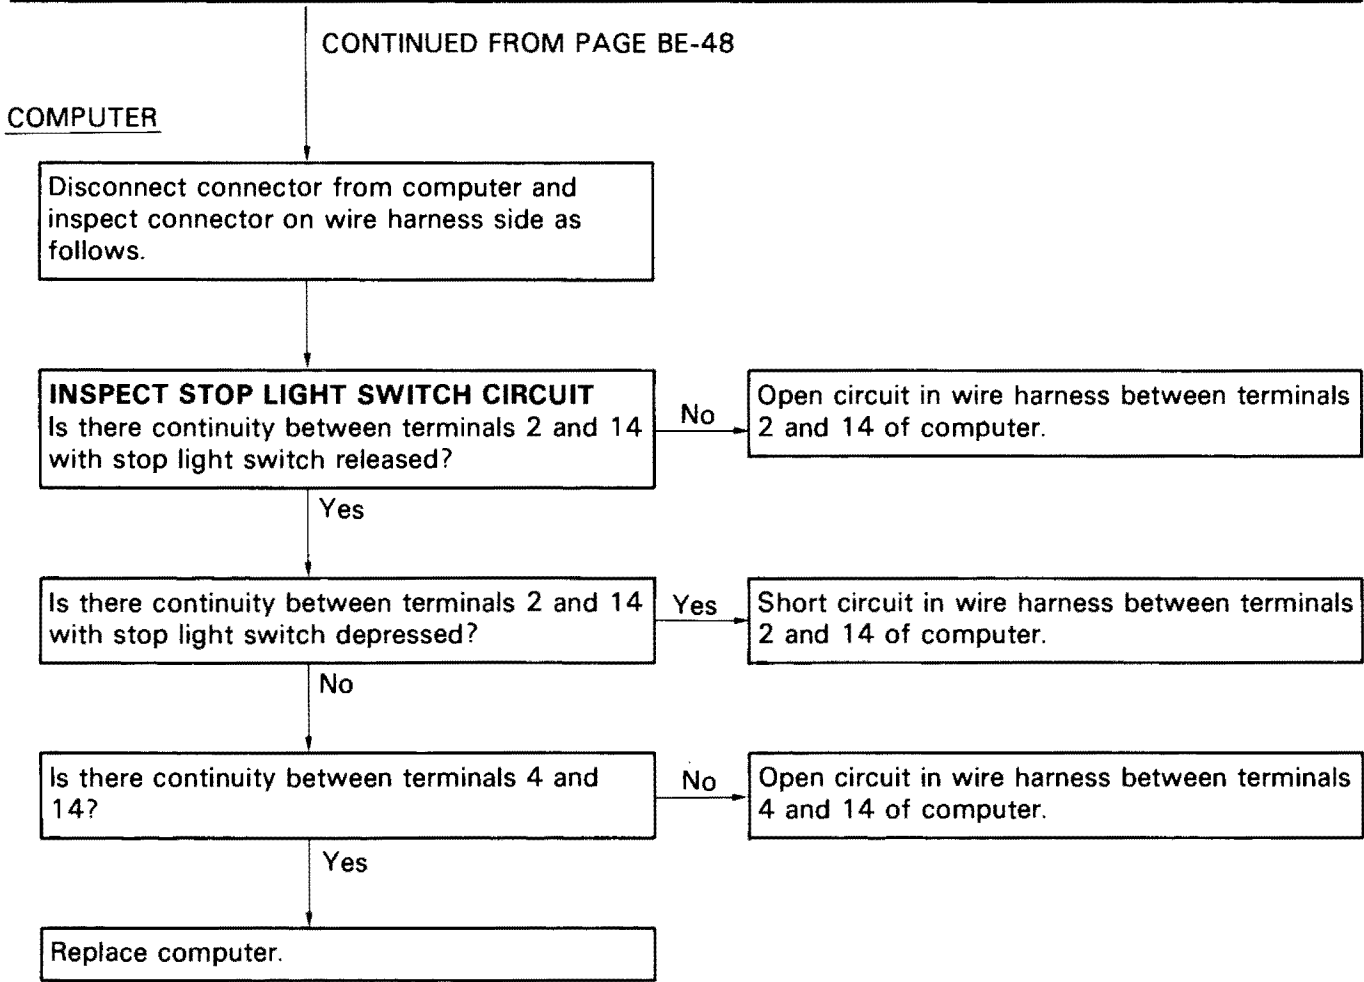 CONTINUED FROM PAGE BE-48
COMPUTER
Disconnect connector from computer and
inspect connector on wire harness side as
follows.
INSPECT STOP LIGHT SWITCH CIRCUIT
Is there continuity between terminals 2 and 14
with stop light switch released?
No
Open circuit in wire harness between terminals
2 and 14 of computer.
Yes
Is there continuity between terminals 2 and 14
with stop light switch depressed?
Yes
Short circuit in wire harness between terminals
2 and 14 of computer.
No
Is there continuity between terminals 4 and
14?
No
Open circuit in wire harness between terminals
4 and 14 of computer.
Yes
Replace computer.